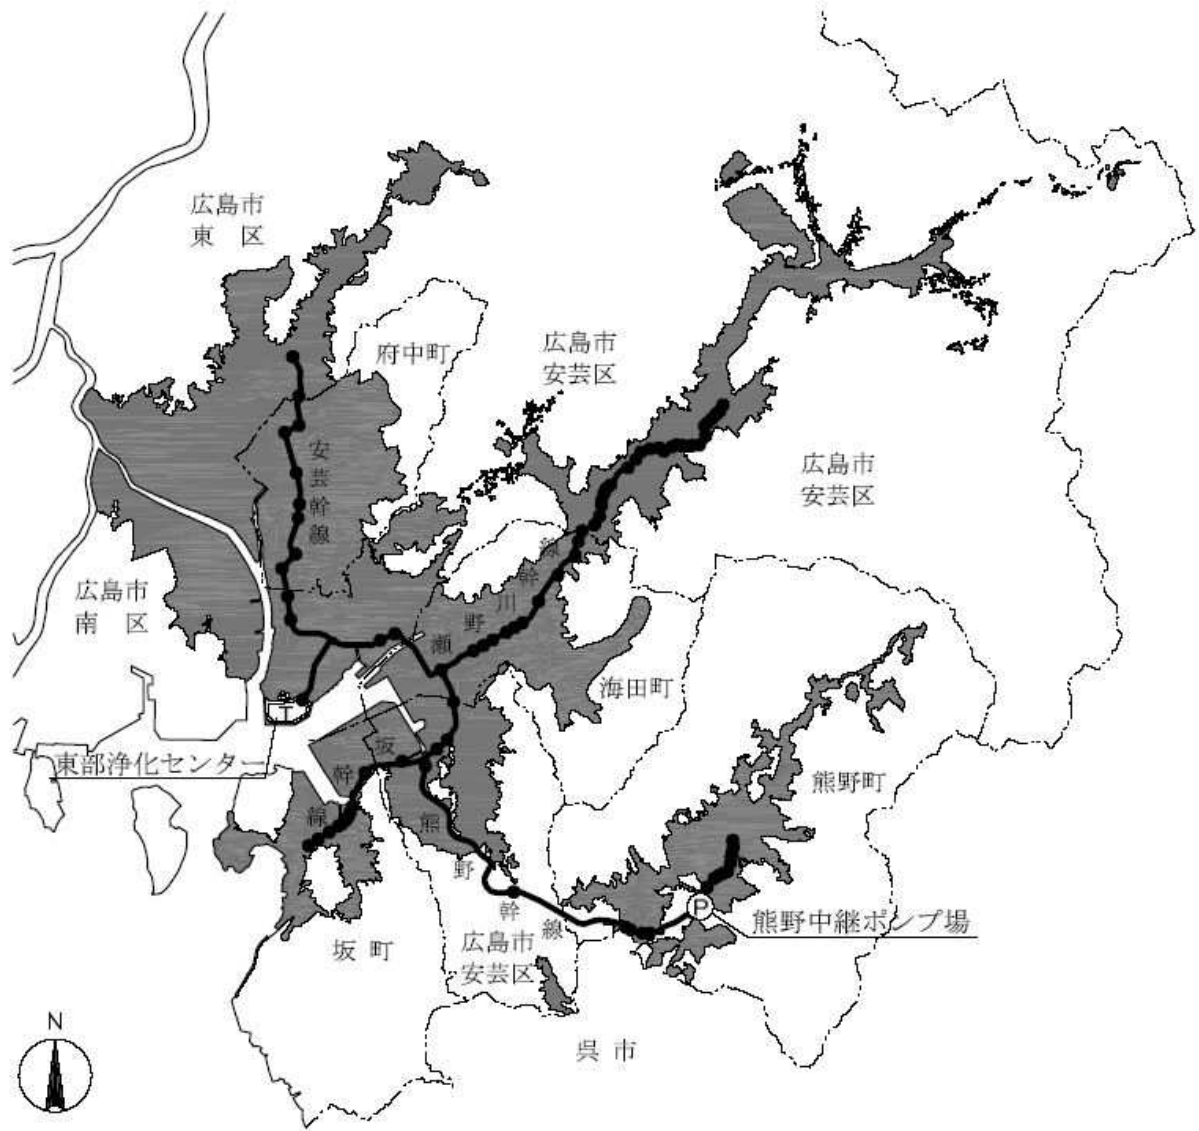 広島市
東 区
府中町
広島市
安芸区
安芸幹線
広島市
安芸区
広島市
南 区
瀬野川幹線
海田町
T
東部浄化センター
坂幹線
熊野町
熊野幹線
P
熊野中継ポンプ場
坂 町
広島市
安芸区
呉 市
N